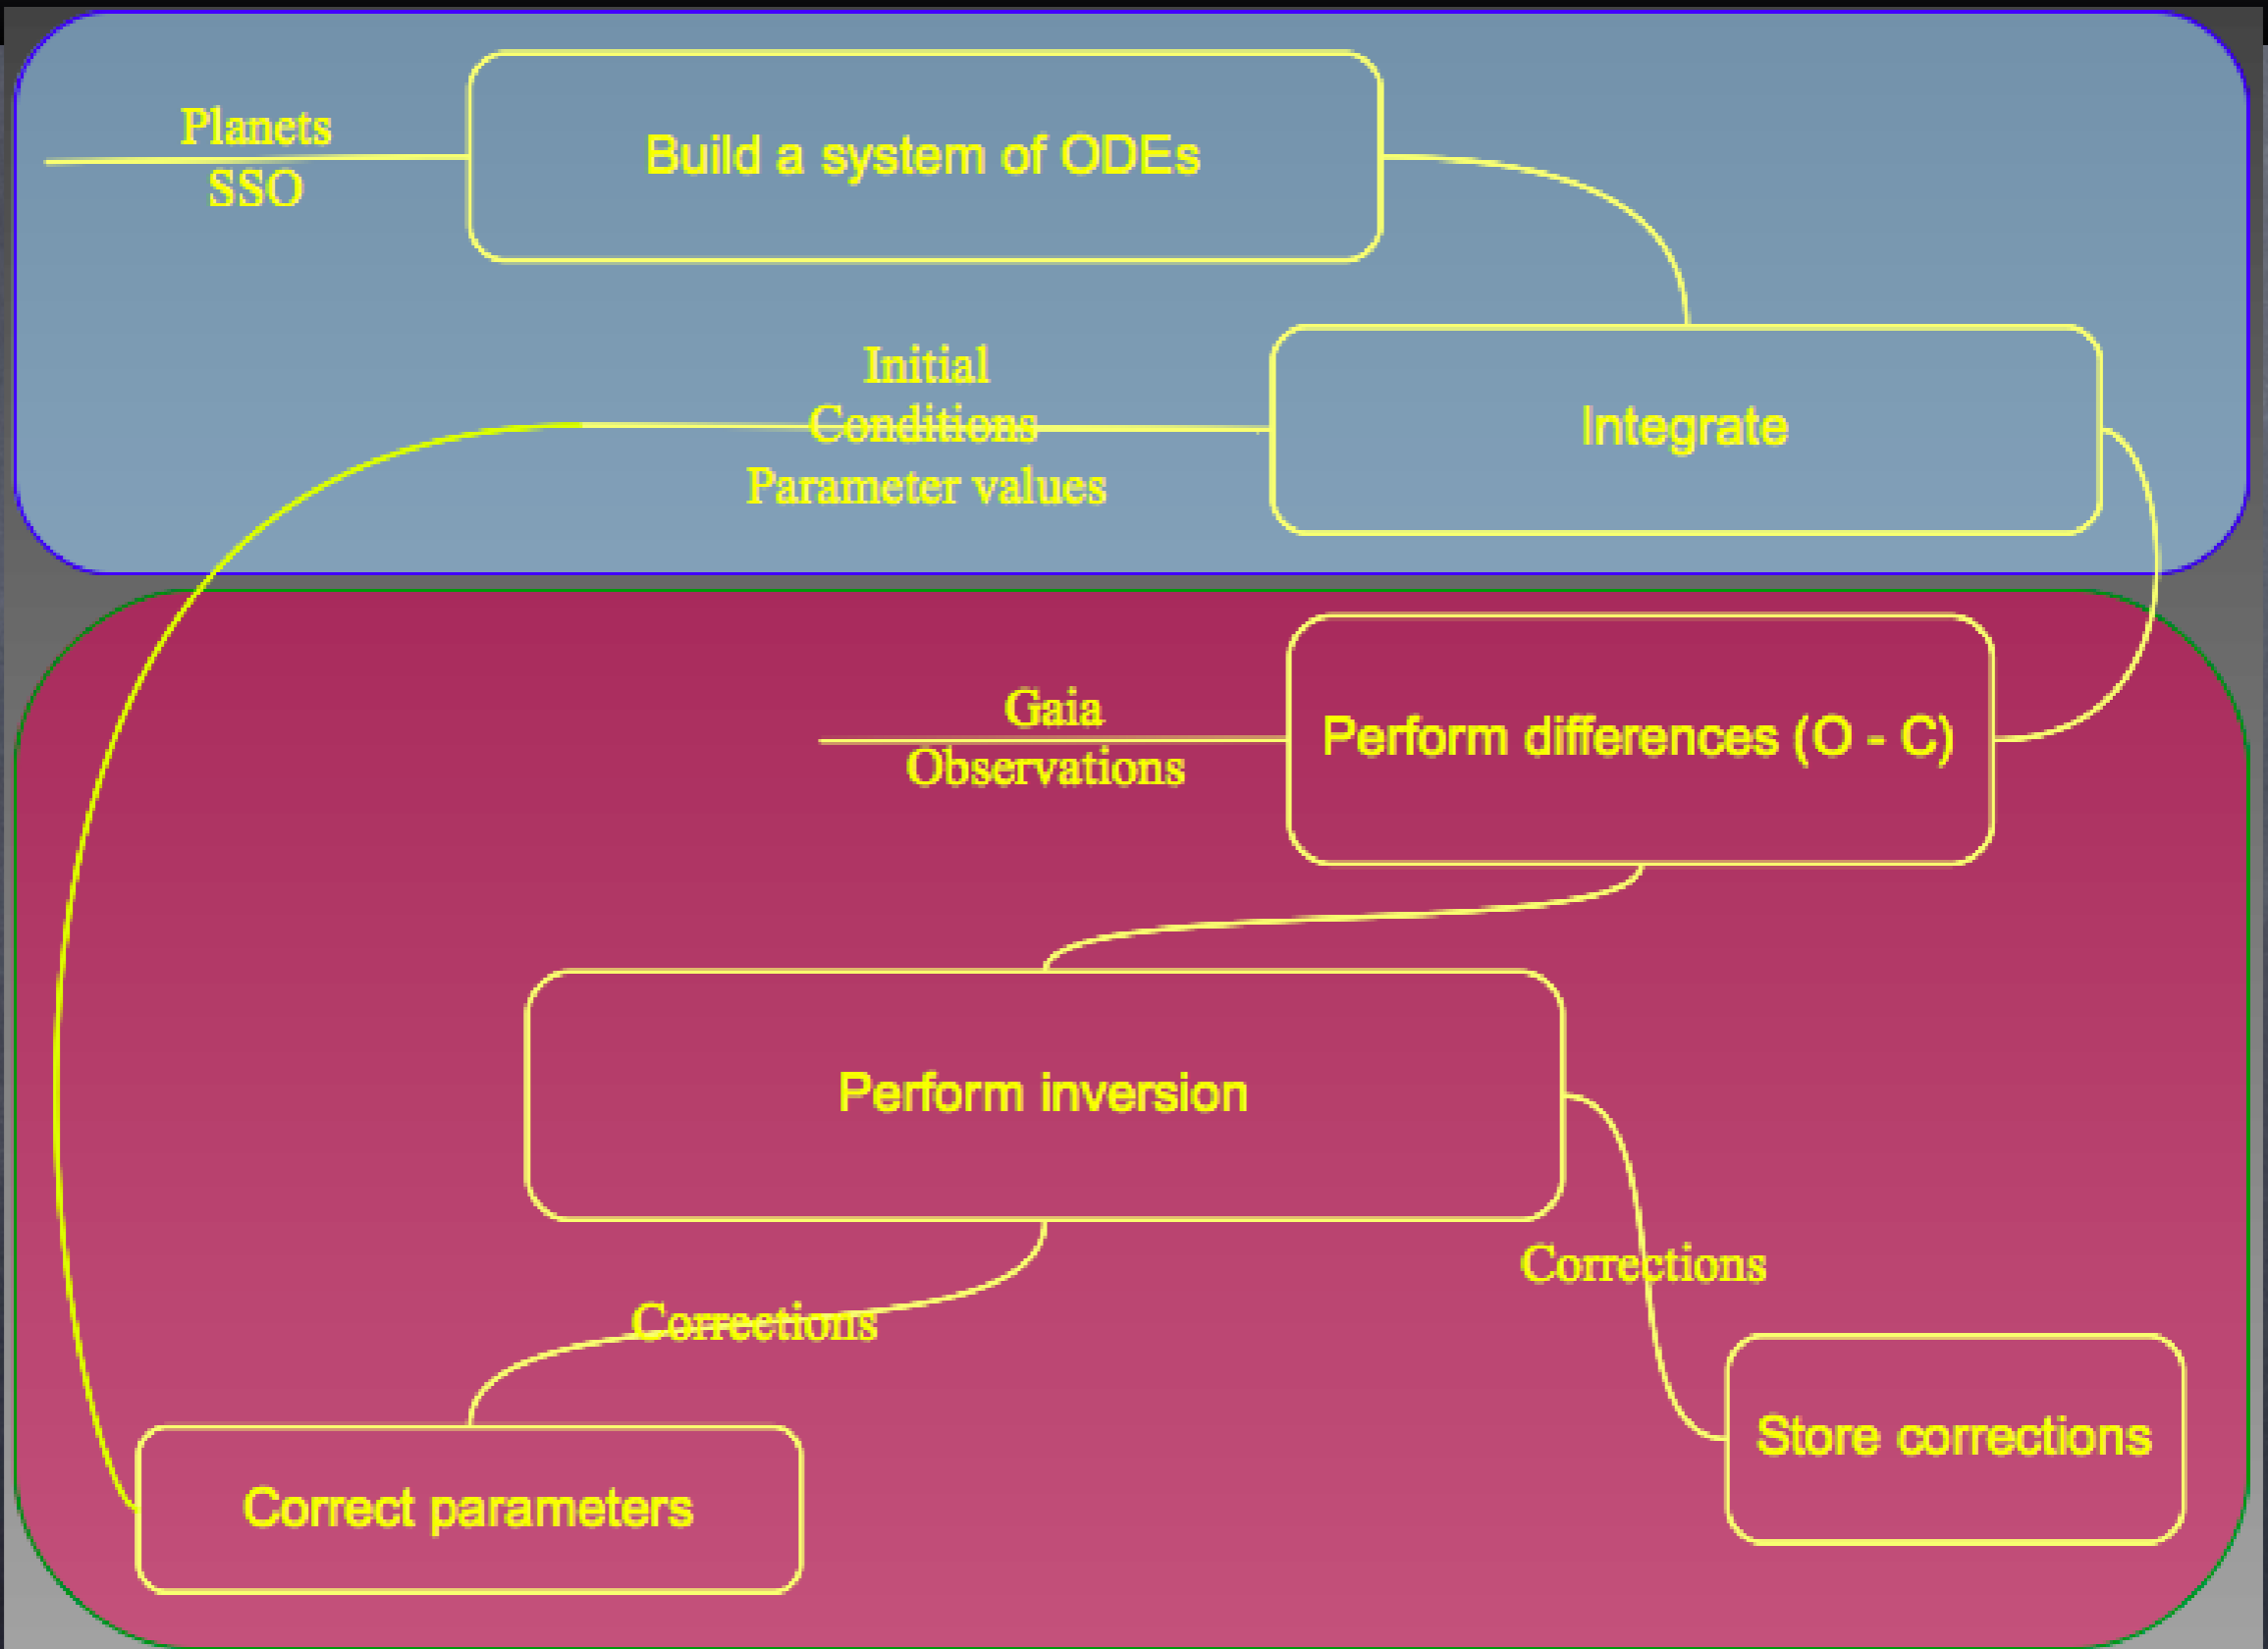 Planets
SSO
Build a system of ODEs
Initial
Conditions
Parameter values
Integrate
Gaia
Observations
Perform differences (O - C)
Perform inversion
Corrections
Corrections
Store corrections
Correct parameters